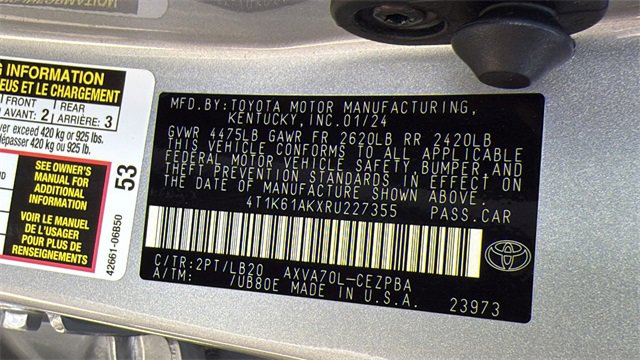 G INFORMATION
EUS ET LE CHARGEMENT
FRONT
AVANT: 2
REAR
ARRIÈRE: 3
ver exceed 420 kg or 925 lbs.
420 kg ou 925 lb.
SEE OWNER'S
MANUAL FOR
ADDITIONAL
INFORMATION
VOIR LE MANUEL
DE L'USAGER
POUR PLUS DE
RENSEIGNEMENTS
53
42661-06B50
MFD.BY:TOYOTA MOTOR MANUFACTURING,
KENTUCKY,INC.01/24
GVWR 4475LB GAWR FR 2620LB RR 2420LB
THIS VEHICLE CONFORMS TO ALL APPLICABLE
FEDERAL MOTOR VEHICLE SAFETY,BUMPER,AND
THEFT PREVENTION STANDARDS IN EFFECT ON
THE DATE OF MANUFACTURE SHOWN ABOVE.
4T1K61AKXRU227355 PASS.CAR
C/TR:2PT/LB20 AXVA70L-CEZPBA
A/TM: 7UB80E MADE IN U.S.A.
TOYOTA
23973